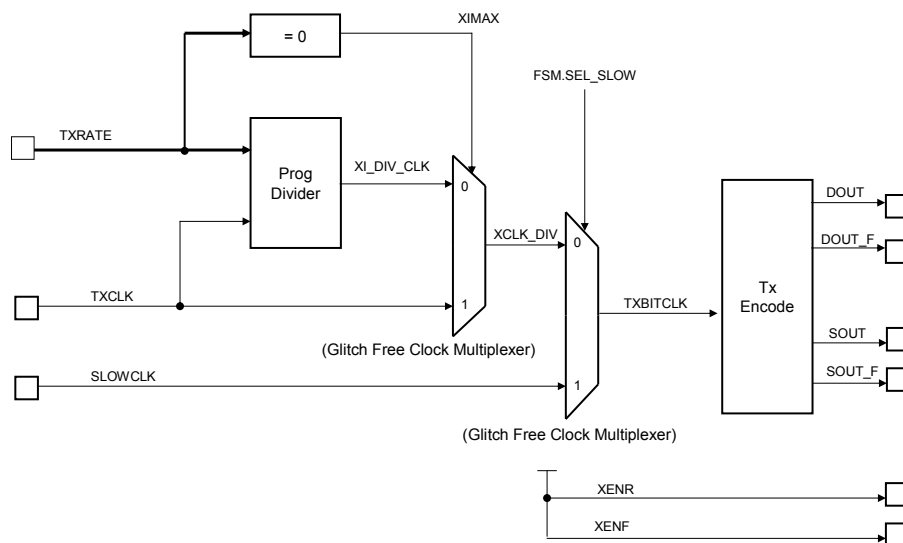 XIMAX
= 0
FSM.SEL_SLOW
TXRATE
Prog
Divider
XI_DIV_CLK
0
DOUT
XCLK_DIV
0
DOUT_F
TXCLK
1
TXBITCLK
Tx
Encode
SOUT
(Glitch Free Clock Multiplexer)
SLOWCLK
1
SOUT_F
(Glitch Free Clock Multiplexer)
XENR
XENF